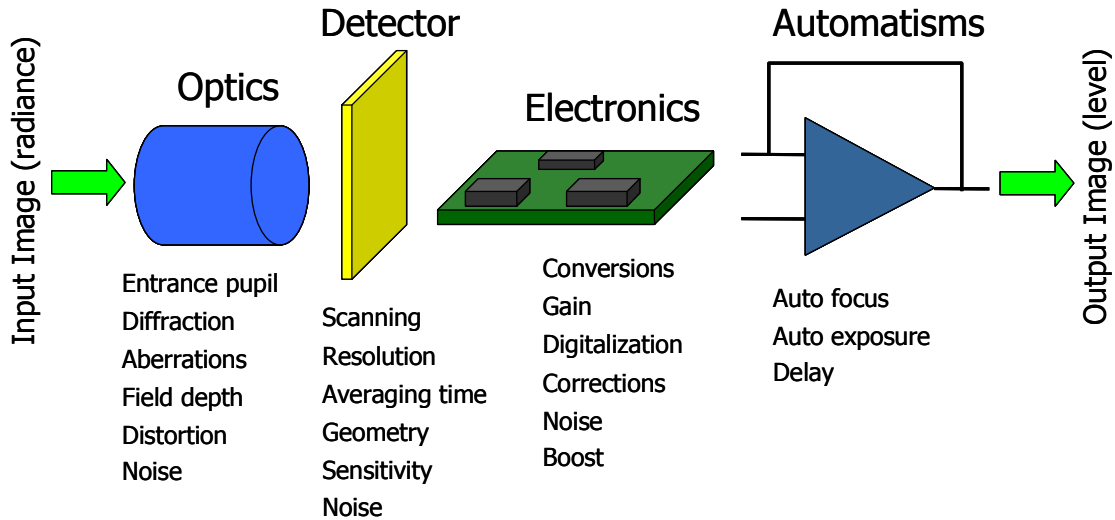 Input Image (radiance)
Optics
Entrance pupil
Diffraction
Aberrations
Field depth
Distortion
Noise
Detector
Scanning
Resolution
Averaging time
Geometry
Sensitivity
Noise
Electronics
Conversions
Gain
Digitalization
Corrections
Noise
Boost
Automatisms
Auto focus
Auto exposure
Delay
Output Image (level)